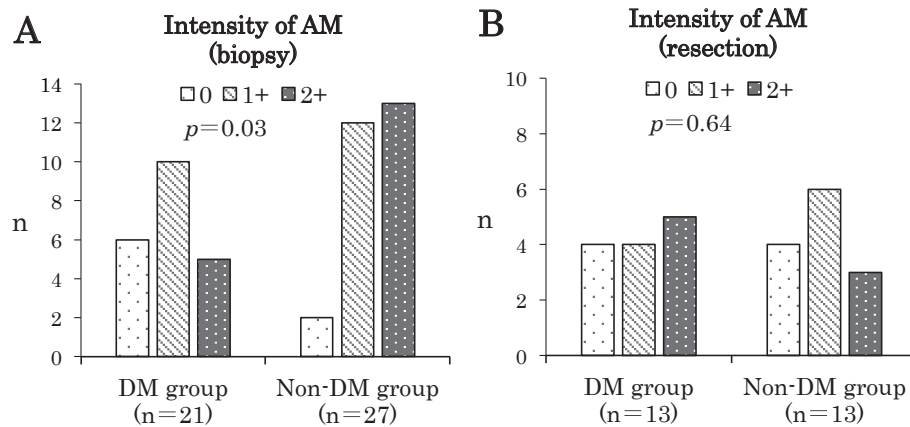 A
Intensity of AM
(biopsy)
0 1+ 2+
p=0.03
14
12
10
8
6
4
2
0
n
DM group
(n=21)
Non-DM group
(n=27)
B
Intensity of AM
(resection)
0 1+ 2+
p=0.64
10
8
6
4
2
0
n
DM group
(n=13)
Non-DM group
(n=13)